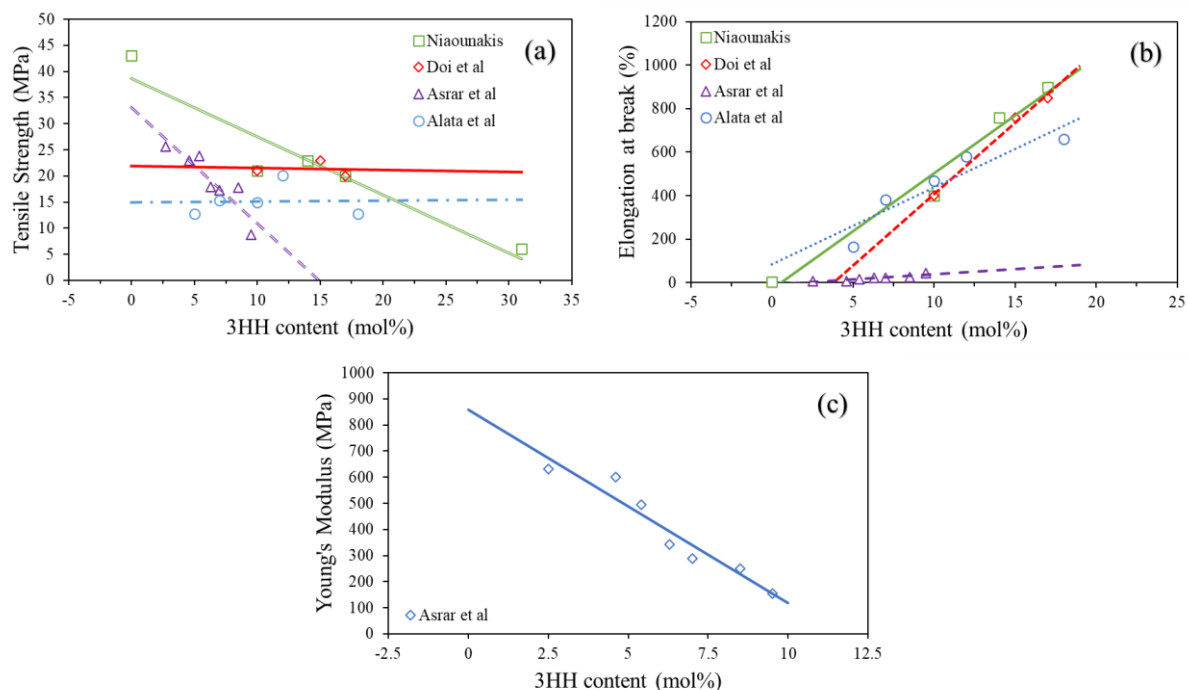 50
45
40
35
30
25
20
15
10
5
0
-5
0
5
10
15
20
25
30
35
Tensile Strength (MPa)
3HH content (mol%)
Niaounakis
Doi et al
Asrar et al
Alata et al
(a)
1200
1000
800
600
400
200
0
-5
0
5
10
15
20
25
Elongation at break (%)
3HH content (mol%)
Niaounakis
Doi et al
Asrar et al
Alata et al
(b)
1000
900
800
700
600
500
400
300
200
100
0
-2.5
0
2.5
5
7.5
10
12.5
Young's Modulus (MPa)
3HH content (mol%)
Asrar et al
(c)